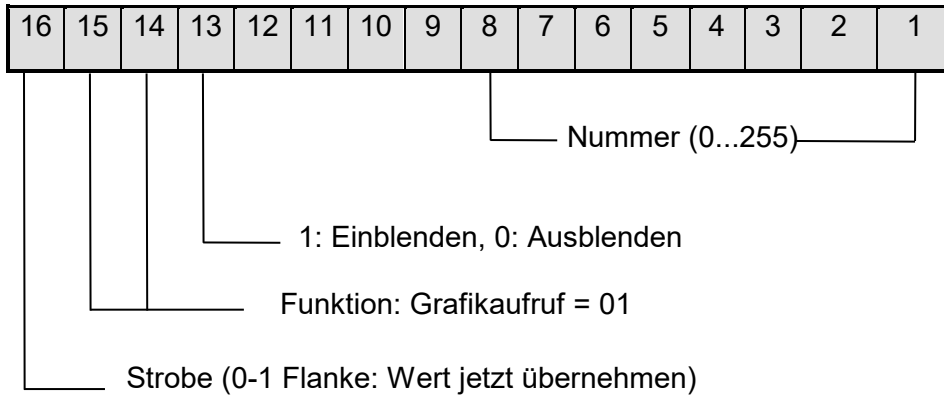 16 15 14 13 12 11 10 9 8 7 6 5 4 3 2 1
Nummer (0...255)
1: Einblenden, 0: Ausblenden
Funktion: Grafikaufruf = 01
Strobe (0-1 Flanke: Wert jetzt übernehmen)